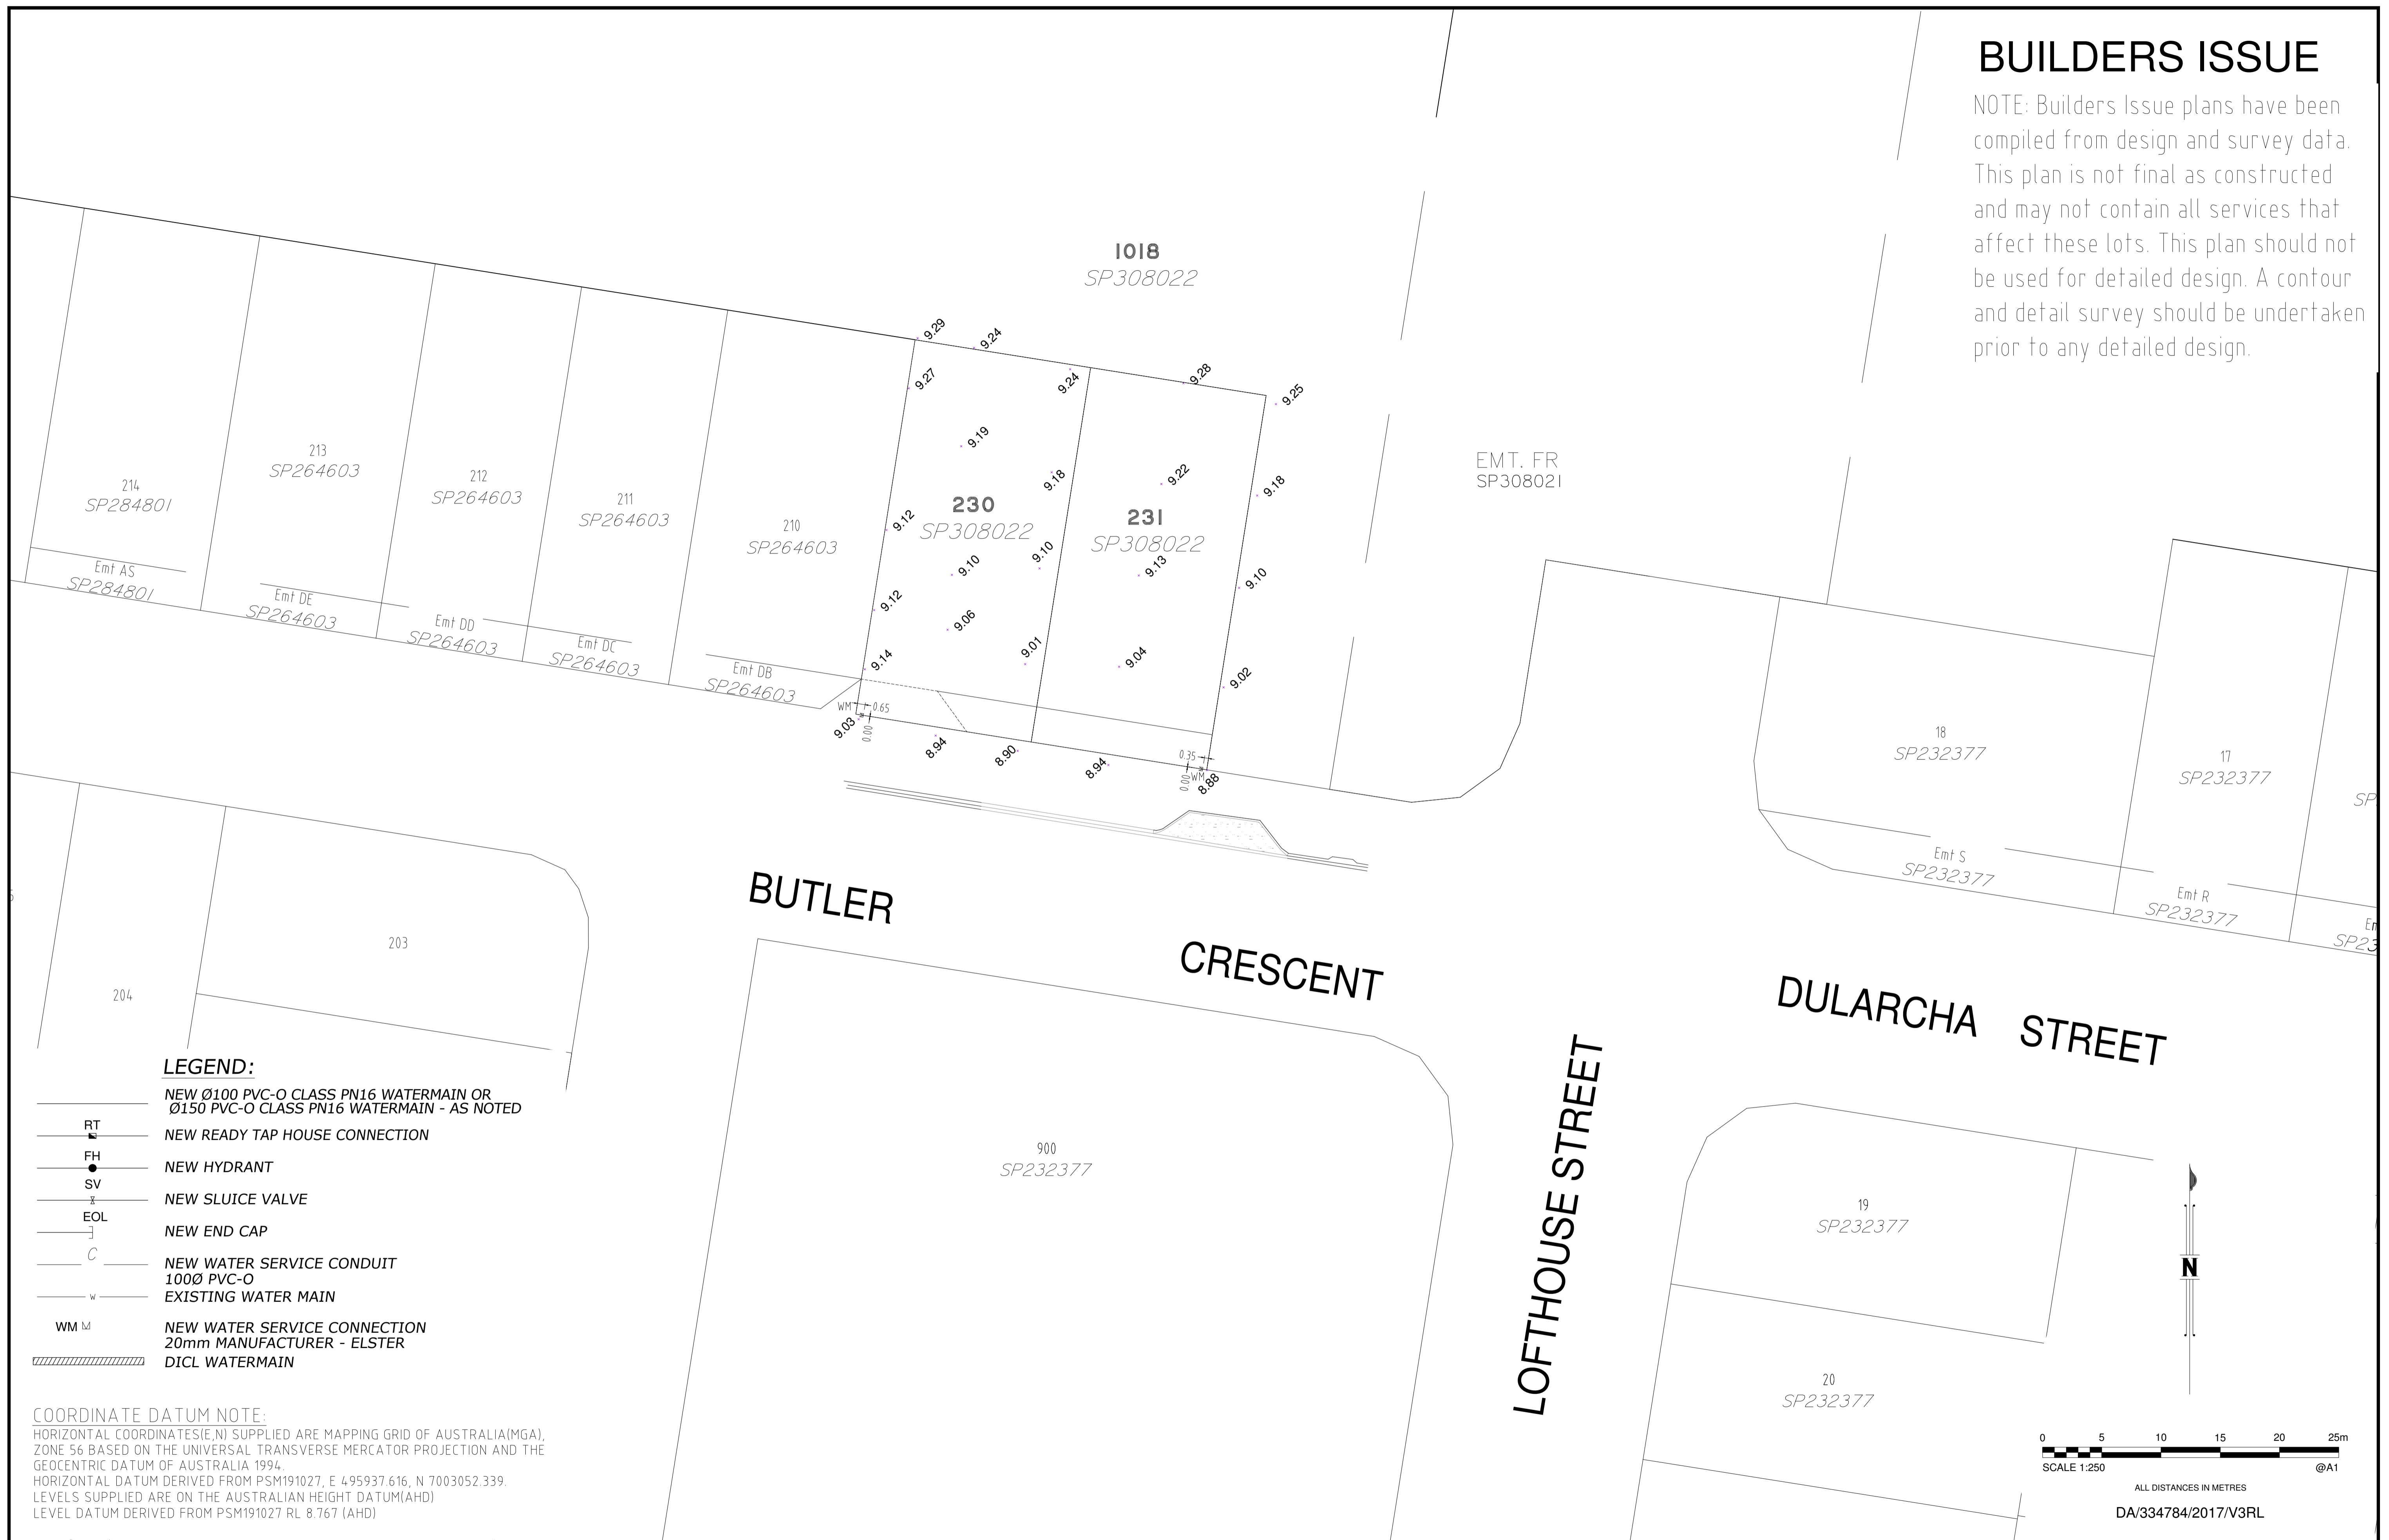 BUILDERS ISSUE
NOTE: Builders Issue plans have been
compiled from design and survey data.
This plan is not final as constructed
and may not contain all services that
affect these lots. This plan should not
be used for detailed design. A contour
and detail survey should be undertaken
prior to any detailed design.
1018
SP308022
9.29
9.24
9.27
9.24
9.28
9.25
9.19
9.18
9.22
9.18
9.12
9.10
9.10
9.13
9.10
9.12
9.06
9.01
9.04
9.02
9.14
9.03
8.94
8.90
8.94
8.88
WM
0.65
0.00
0.35
0.00
WM
214
SP284801
213
SP264603
212
SP264603
211
SP264603
210
SP264603
230
SP308022
231
SP308022
EMT. FR
SP308021
Emt AS
SP284801
Emt DE
SP264603
Emt DD
SP264603
Emt DC
SP264603
Emt DB
SP264603
18
SP232377
17
SP232377
SP
Emt S
SP232377
Emt R
SP232377
Em
SP23
BUTLER
CRESCENT
DULARCHA STREET
LOFTHOUSE STREET
203
204
900
SP232377
19
SP232377
20
SP232377
LEGEND:
NEW Ø100 PVC-O CLASS PN16 WATERMAIN OR
Ø150 PVC-O CLASS PN16 WATERMAIN - AS NOTED
RT
NEW READY TAP HOUSE CONNECTION
FH
NEW HYDRANT
SV
NEW SLUICE VALVE
EOL
NEW END CAP
C
NEW WATER SERVICE CONDUIT
100Ø PVC-O
W
EXISTING WATER MAIN
WM
NEW WATER SERVICE CONNECTION
20mm MANUFACTURER - ELSTER
DICL WATERMAIN
COORDINATE DATUM NOTE:
HORIZONTAL COORDINATES(E,N) SUPPLIED ARE MAPPING GRID OF AUSTRALIA(MGA),
ZONE 56 BASED ON THE UNIVERSAL TRANSVERSE MERCATOR PROJECTION AND THE
GEOCENTRIC DATUM OF AUSTRALIA 1994.
HORIZONTAL DATUM DERIVED FROM PSM191027, E 495937.616, N 7003052.339.
LEVELS SUPPLIED ARE ON THE AUSTRALIAN HEIGHT DATUM(AHD)
LEVEL DATUM DERIVED FROM PSM191027 RL 8.767 (AHD)
N
0 5 10 15 20 25m
SCALE 1:250 @A1
ALL DISTANCES IN METRES
DA/334784/2017/V3RL